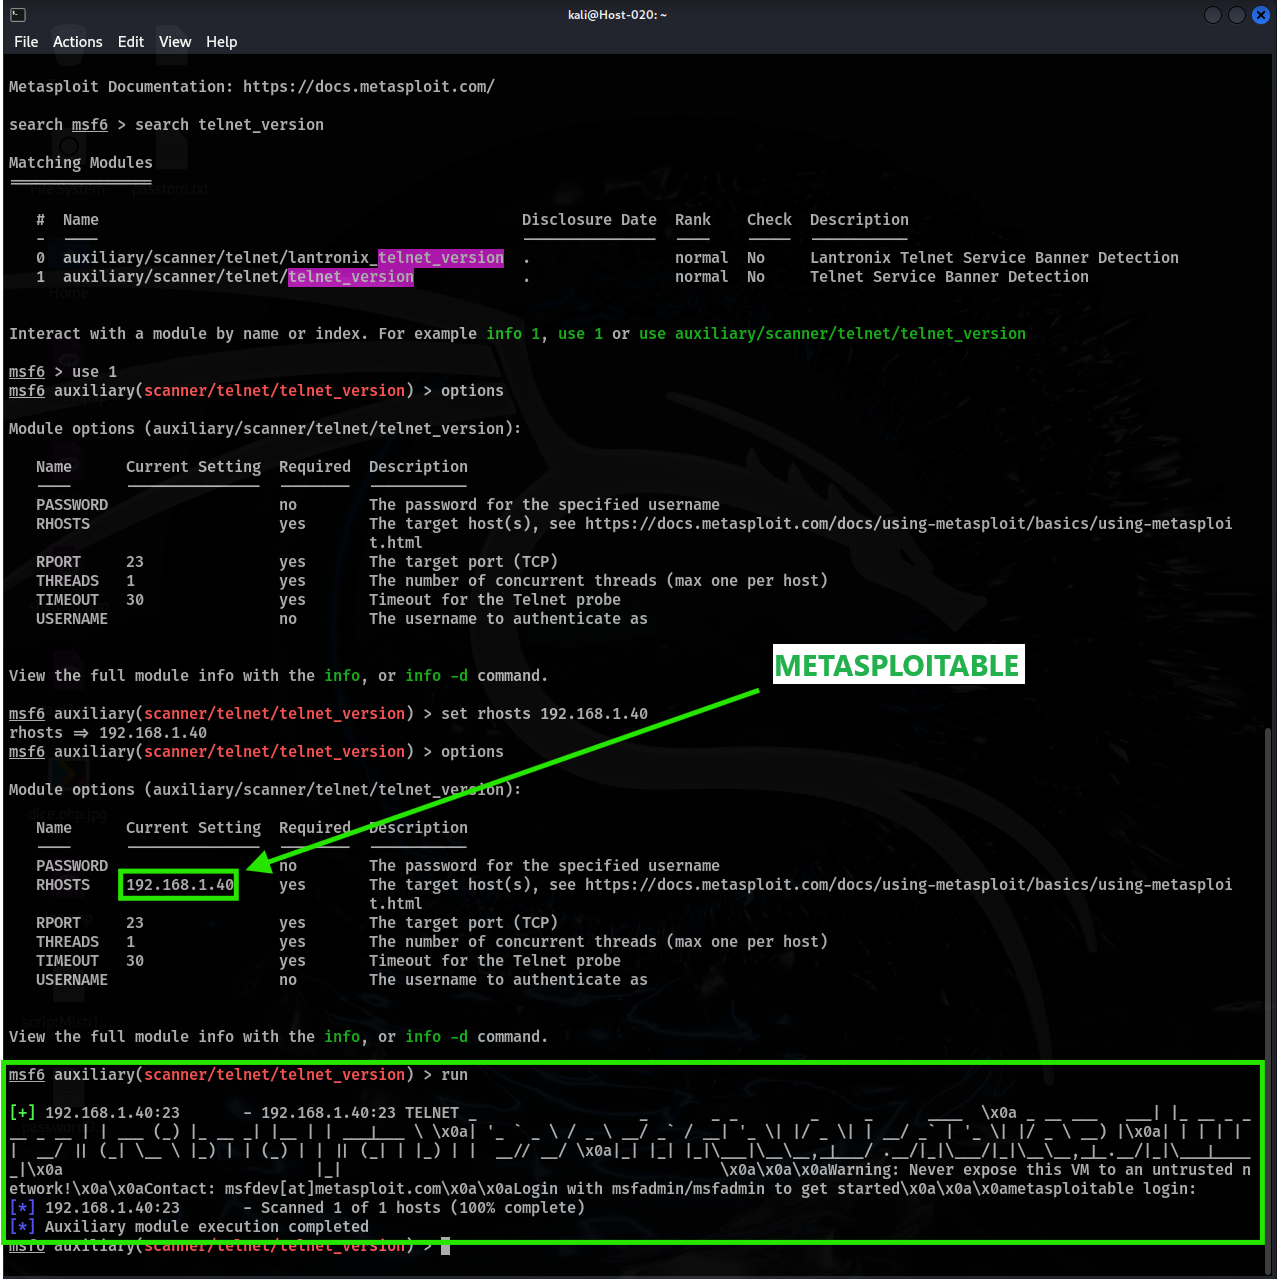 kali@Host-020: ~
File Actions Edit View Help
Metasploit Documentation: https://docs.metasploit.com/
search msf6 > search telnet_version
Matching Modules
================
   #  Name                                                Disclosure Date  Rank    Check  Description
   -  ----                                                ---------------  ----    -----  -----------
   0  auxiliary/scanner/telnet/lantronix_telnet_version  .                normal  No     Lantronix Telnet Service Banner Detection
   1  auxiliary/scanner/telnet/telnet_version            .                normal  No     Telnet Service Banner Detection
Interact with a module by name or index. For example info 1, use 1 or use auxiliary/scanner/telnet/telnet_version
msf6 > use 1
msf6 auxiliary(scanner/telnet/telnet_version) > options
Module options (auxiliary/scanner/telnet/telnet_version):
   Name      Current Setting  Required  Description
   ----      ---------------  --------  -----------
   PASSWORD                   no        The password for the specified username
   RHOSTS                     yes       The target host(s), see https://docs.metasploit.com/docs/using-metasploit/basics/using-metasploi
                                        t.html
   RPORT     23               yes       The target port (TCP)
   THREADS   1                yes       The number of concurrent threads (max one per host)
   TIMEOUT   30               yes       Timeout for the Telnet probe
   USERNAME                   no        The username to authenticate as
View the full module info with the info, or info -d command.
METASPLOITABLE
msf6 auxiliary(scanner/telnet/telnet_version) > set rhosts 192.168.1.40
rhosts => 192.168.1.40
msf6 auxiliary(scanner/telnet/telnet_version) > options
Module options (auxiliary/scanner/telnet/telnet_version):
   Name      Current Setting  Required  Description
   ----      ---------------  --------  -----------
   PASSWORD                   no        The password for the specified username
   RHOSTS    192.168.1.40     yes       The target host(s), see https://docs.metasploit.com/docs/using-metasploit/basics/using-metasploi
                                        t.html
   RPORT     23               yes       The target port (TCP)
   THREADS   1                yes       The number of concurrent threads (max one per host)
   TIMEOUT   30               yes       Timeout for the Telnet probe
   USERNAME                   no        The username to authenticate as
View the full module info with the info, or info -d command.
msf6 auxiliary(scanner/telnet/telnet_version) > run
[+] 192.168.1.40:23       - 192.168.1.40:23 TELNET \x0a
\x0a
\x0a
\x0a \x0a\x0a\x0aWarning: Never expose this VM to an untrusted n
etwork!\x0a\x0aContact: msfdev[at]metasploit.com\x0a\x0aLogin with msfadmin/msfadmin to get started\x0a\x0a\x0ametasploitable login:
[*] 192.168.1.40:23       - Scanned 1 of 1 hosts (100% complete)
[*] Auxiliary module execution completed
msf6 auxiliary(scanner/telnet/telnet_version) >